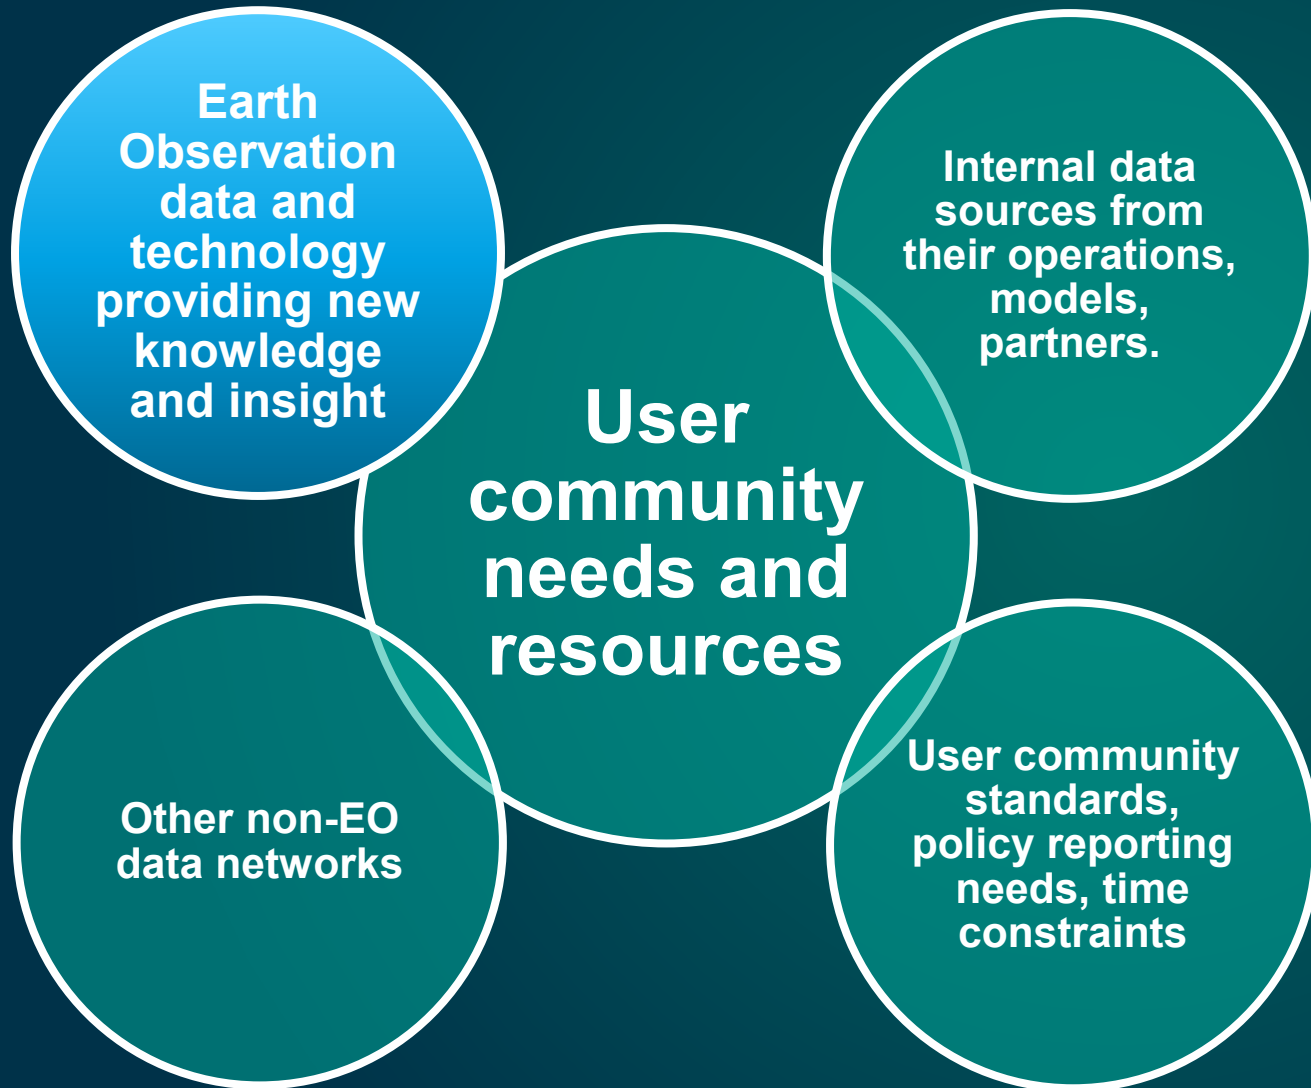 Earth
Observation
data and
technology
providing new
knowledge
and insight
Internal data
sources from
their operations,
models,
partners.
User
community
needs and
resources
Other non-EO
data networks
User community
standards,
policy reporting
needs, time
constraints